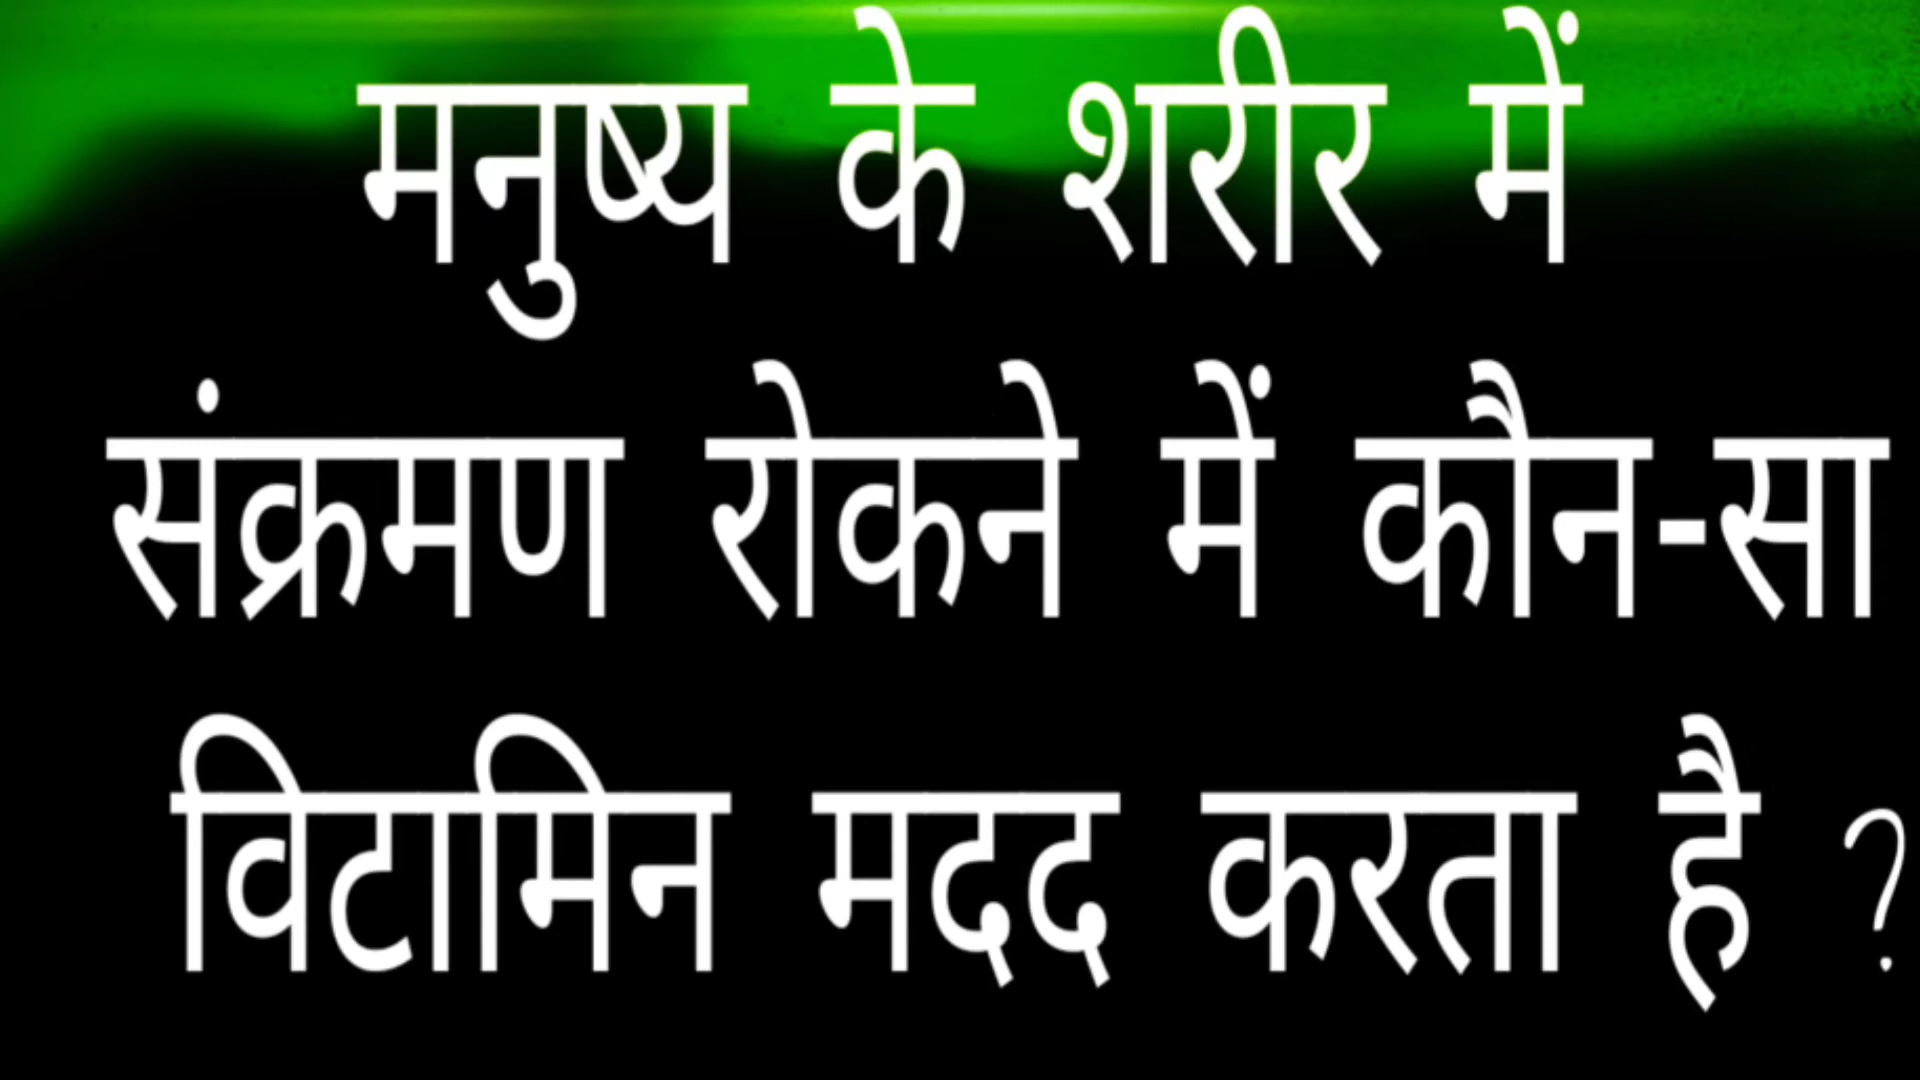 मनुष्य के शरीर में
संक्रमण रोकने में कौन-सा
विटामिन मदद करता है ?